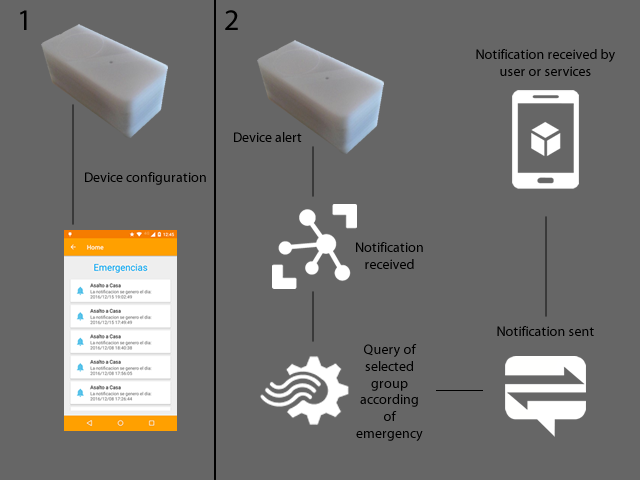 1
Device configuration
12:45
Home
Emergencias
Asalto a Casa
La notificacion se genero el dia:
2016/12/15 19:02:49
Asalto a Casa
La notificacion se genero el dia:
2016/12/15 17:49:49
Asalto a Casa
La notificacion se genero el dia:
2016/12/08 18:40:38
Asalto a Casa
La notificacion se genero el dia:
2016/12/08 17:36:05
Asalto a Casa
La notificacion se genero el dia:
2016/12/08 17:26:44
2
Device alert
Notification
received
Query of
selected
group
according
of
emergency
Notification sent
Notification received by
user or services